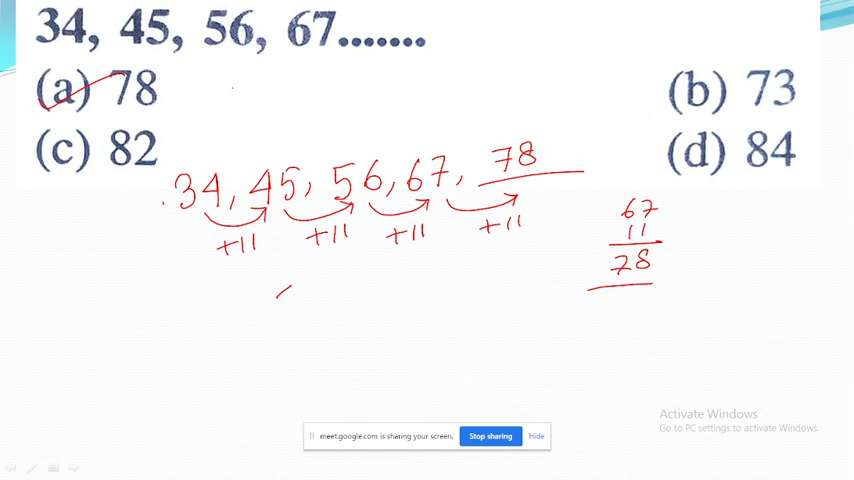 34, 45, 56, 67.......
(a) 78 (b) 73
(c) 82 (d) 84
.34, 45, 56, 67, 78
+11 +11 +11 +11
67
11
78
Activate Windows
Go to PC settings to activate Windows.
meet.google.com is sharing your screen. Stop sharing Hide